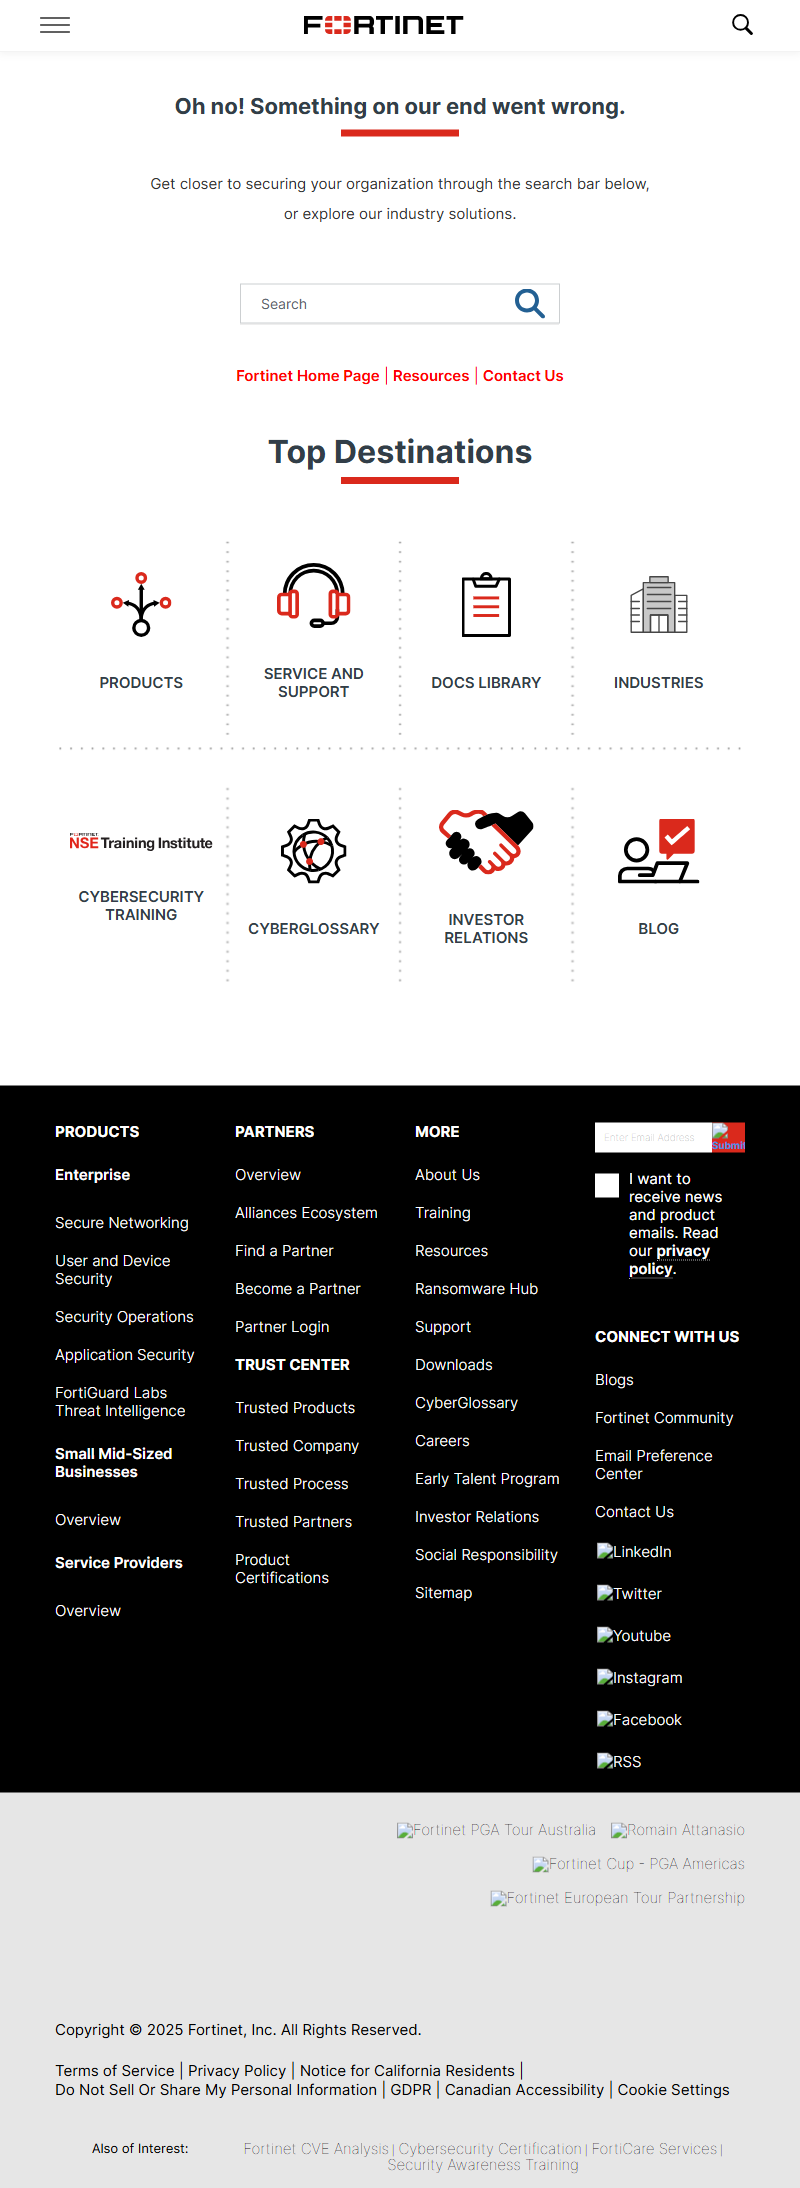 FORTINET
Oh no! Something on our end went wrong.
Get closer to securing your organization through the search bar below,
or explore our industry solutions.
Search
Fortinet Home Page | Resources | Contact Us
Top Destinations
PRODUCTS
SERVICE AND
SUPPORT
DOCS LIBRARY
INDUSTRIES
FORTINET
NSE Training Institute
CYBERSECURITY
TRAINING
CYBERGLOSSARY
INVESTOR
RELATIONS
BLOG
PRODUCTS
Enterprise
Secure Networking
User and Device
Security
Security Operations
Application Security
FortiGuard Labs
Threat Intelligence
Small Mid-Sized
Businesses
Overview
Service Providers
Overview
PARTNERS
Overview
Alliances Ecosystem
Find a Partner
Become a Partner
Partner Login
TRUST CENTER
Trusted Products
Trusted Company
Trusted Process
Trusted Partners
Product
Certifications
MORE
About Us
Training
Resources
Ransomware Hub
Support
Downloads
CyberGlossary
Careers
Early Talent Program
Investor Relations
Social Responsibility
Sitemap
Enter Email Address
Submit
I want to
receive news
and product
emails. Read
our privacy
policy.
CONNECT WITH US
Blogs
Fortinet Community
Email Preference
Center
Contact Us
LinkedIn
Twitter
Youtube
Instagram
Facebook
RSS
Fortinet PGA Tour Australia
Romain Attanasio
Fortinet Cup - PGA Americas
Fortinet European Tour Partnership
Copyright © 2025 Fortinet, Inc. All Rights Reserved.
Terms of Service | Privacy Policy | Notice for California Residents |
Do Not Sell Or Share My Personal Information | GDPR | Canadian Accessibility | Cookie Settings
Also of Interest:
Fortinet CVE Analysis | Cybersecurity Certification | FortiCare Services |
Security Awareness Training